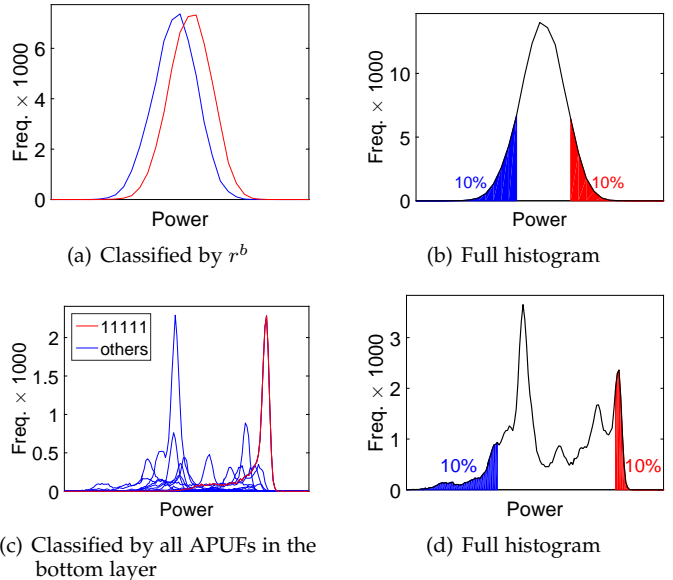 Freq. × 1000
6
4
2
0
Power
(a) Classified by r^b
Freq. × 1000
10
5
0
10%
10%
Power
(b) Full histogram
Freq. × 1000
2
1.5
1
0.5
0
11111
others
Power
(c) Classified by all APUFs in the
bottom layer
Freq. × 1000
3
2
1
0
10%
10%
Power
(d) Full histogram